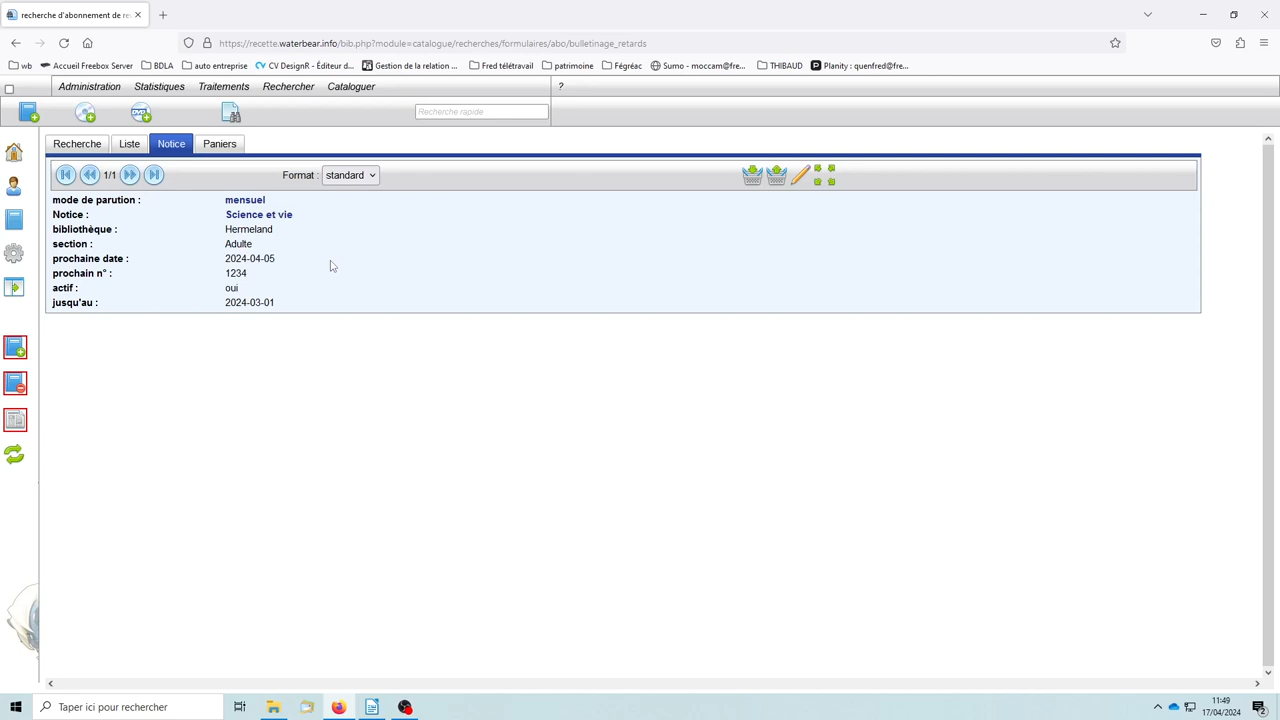 recherche d'abonnement de re
https://recette.waterbear.info/bib.php?module=catalogue/recherches/formulaires/abc/bulletinage_retards
wb Accueil Freebox Server BDLA auto entreprise CV DesignR - Éditeur d... Gestion de la relation ... Fred télétravail patrimoine Fégréac Sumo - moccam@fre... THIBAUD Planity : quenfred@fre...
Administration Statistiques Traitements Rechercher Cataloguer ?
Recherche rapide
Recherche Liste Notice Paniers
1/1 Format : standard
mode de parution : mensuel
Notice : Science et vie
bibliothèque : Hermeland
section : Adulte
prochaine date : 2024-04-05
prochain n° : 1234
actif : oui
jusqu'au : 2024-03-01
Taper ici pour rechercher
11:49
17/04/2024
2